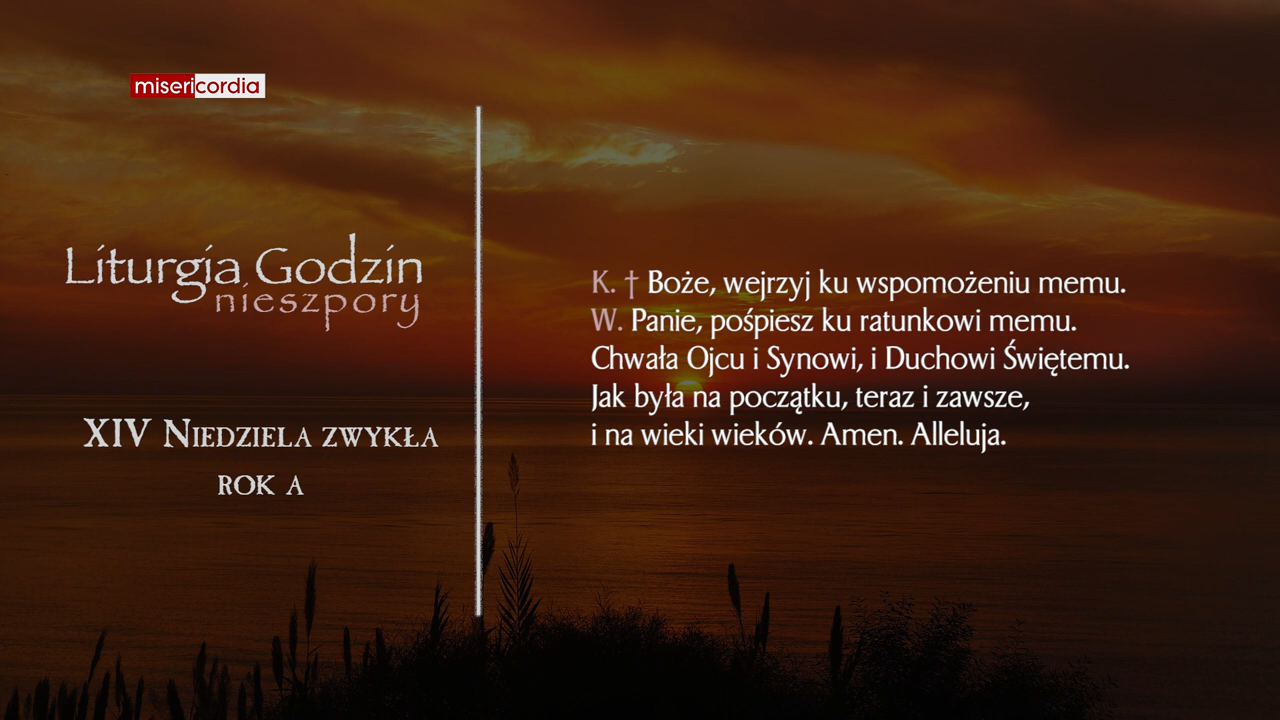 misericordia
Liturgia Godzin
nieszpory
XIV Niedziela zwykła
rok A
K. † Boże, wejrzyj ku wspomożeniu memu.
W. Panie, pośpiesz ku ratunkowi memu.
Chwała Ojcu i Synowi, i Duchowi Świętemu.
Jak była na początku, teraz i zawsze,
i na wieki wieków. Amen. Alleluja.